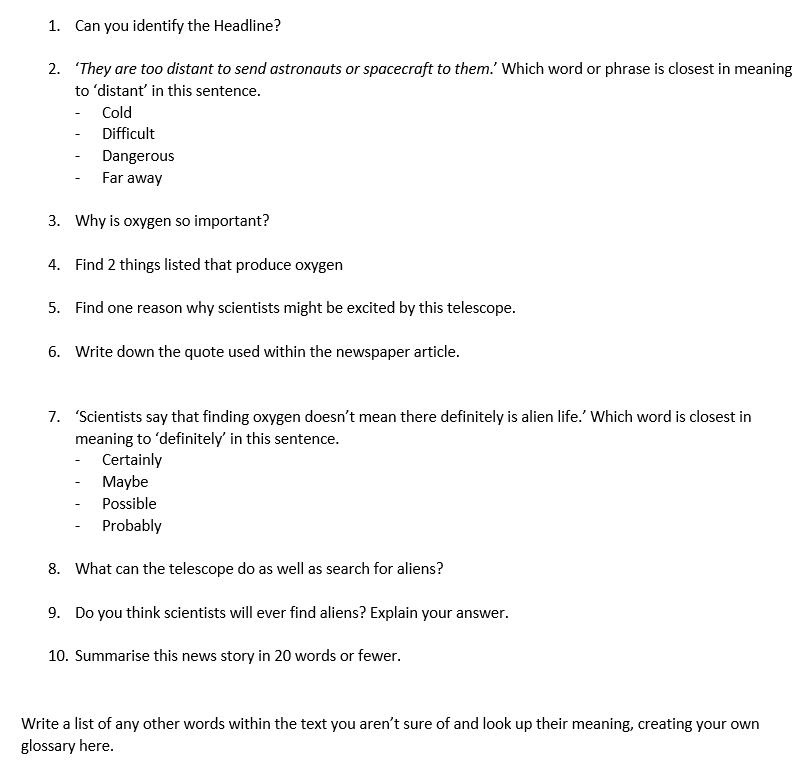 1. Can you identify the Headline?
2. ‘They are too distant to send astronauts or spacecraft to them.’ Which word or phrase is closest in meaning
to ‘distant’ in this sentence.
- Cold
- Difficult
- Dangerous
- Far away
3. Why is oxygen so important?
4. Find 2 things listed that produce oxygen
5. Find one reason why scientists might be excited by this telescope.
6. Write down the quote used within the newspaper article.
7. ‘Scientists say that finding oxygen doesn’t mean there definitely is alien life.’ Which word is closest in
meaning to ‘definitely’ in this sentence.
- Certainly
- Maybe
- Possible
- Probably
8. What can the telescope do as well as search for aliens?
9. Do you think scientists will ever find aliens? Explain your answer.
10. Summarise this news story in 20 words or fewer.
Write a list of any other words within the text you aren’t sure of and look up their meaning, creating your own
glossary here.